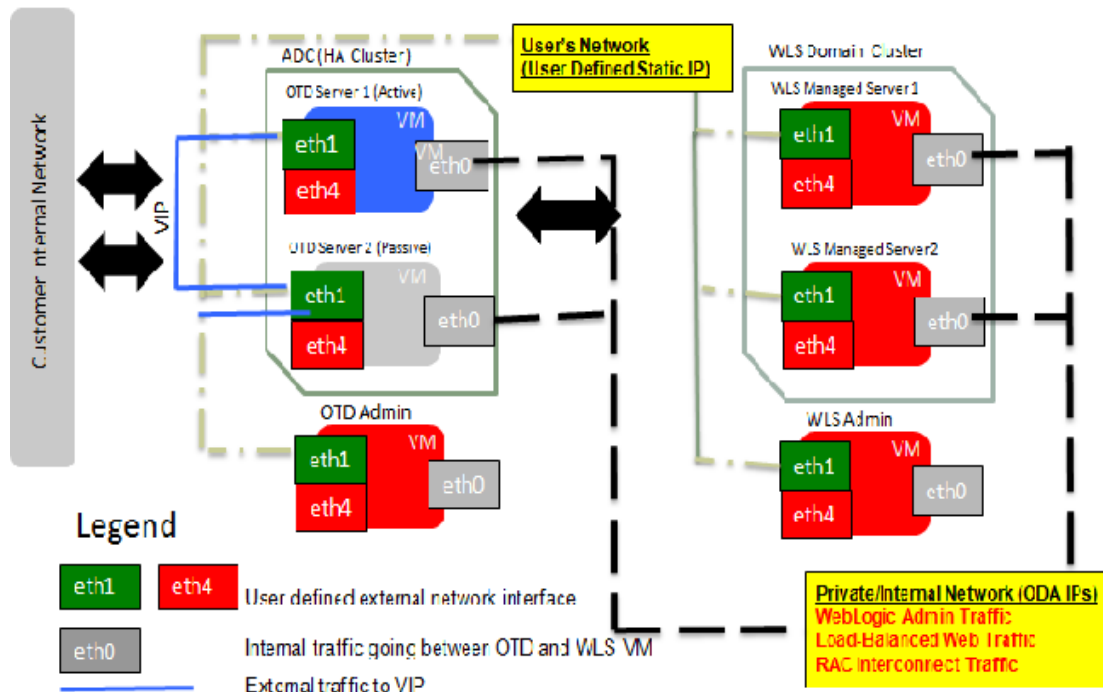 Customer Internal Network
VIP
ADC (HA Cluster)
OTD Server 1 (Active)
VM
VM
eth1
eth4
eth0
OTD Server 2 (Passive)
VM
eth1
eth4
eth0
OTD Admin
VM
eth1
eth4
eth0
User's Network
(User Defined Static IP)
WLS Domain Cluster
WLS Managed Server1
VM
eth1
eth4
eth0
WLS Managed Server2
VM
eth1
eth4
eth0
WLS Admin
VM
eth1
eth4
eth0
Legend
eth1
eth4
User defined external network interface
eth0
Internal traffic going between OTD and WLS VM
External traffic to VIP
Private/Internal Network (ODA IPs)
WebLogic Admin Traffic
Load-Balanced Web Traffic
RAC Interconnect Traffic